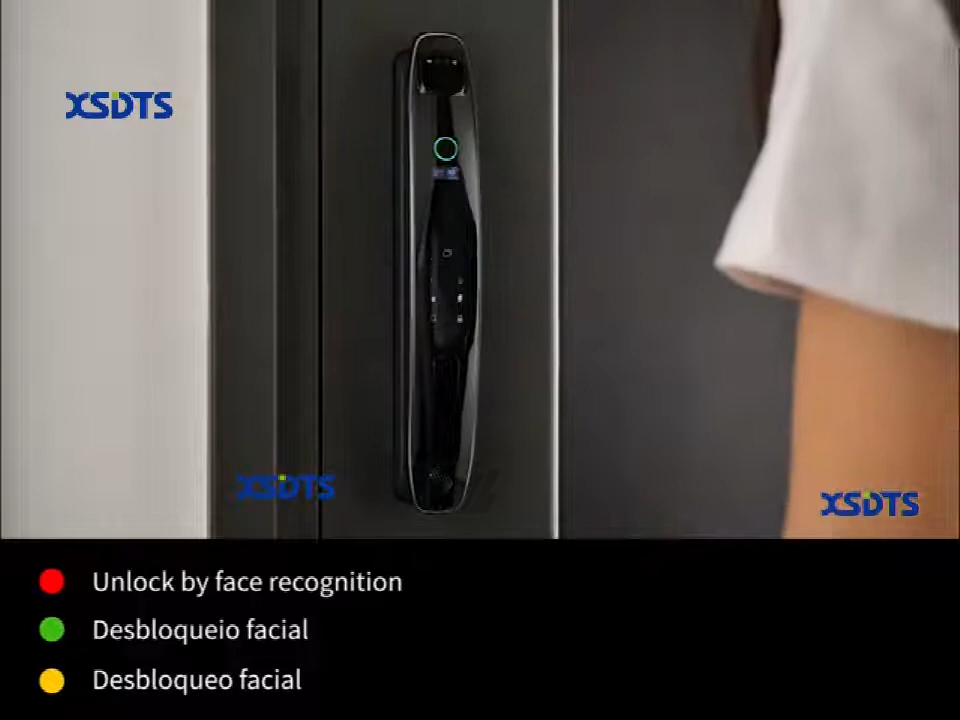 XSDTS
XSDTS
XSDTS
Unlock by face recognition
Desbloqueio facial
Desbloqueo facial